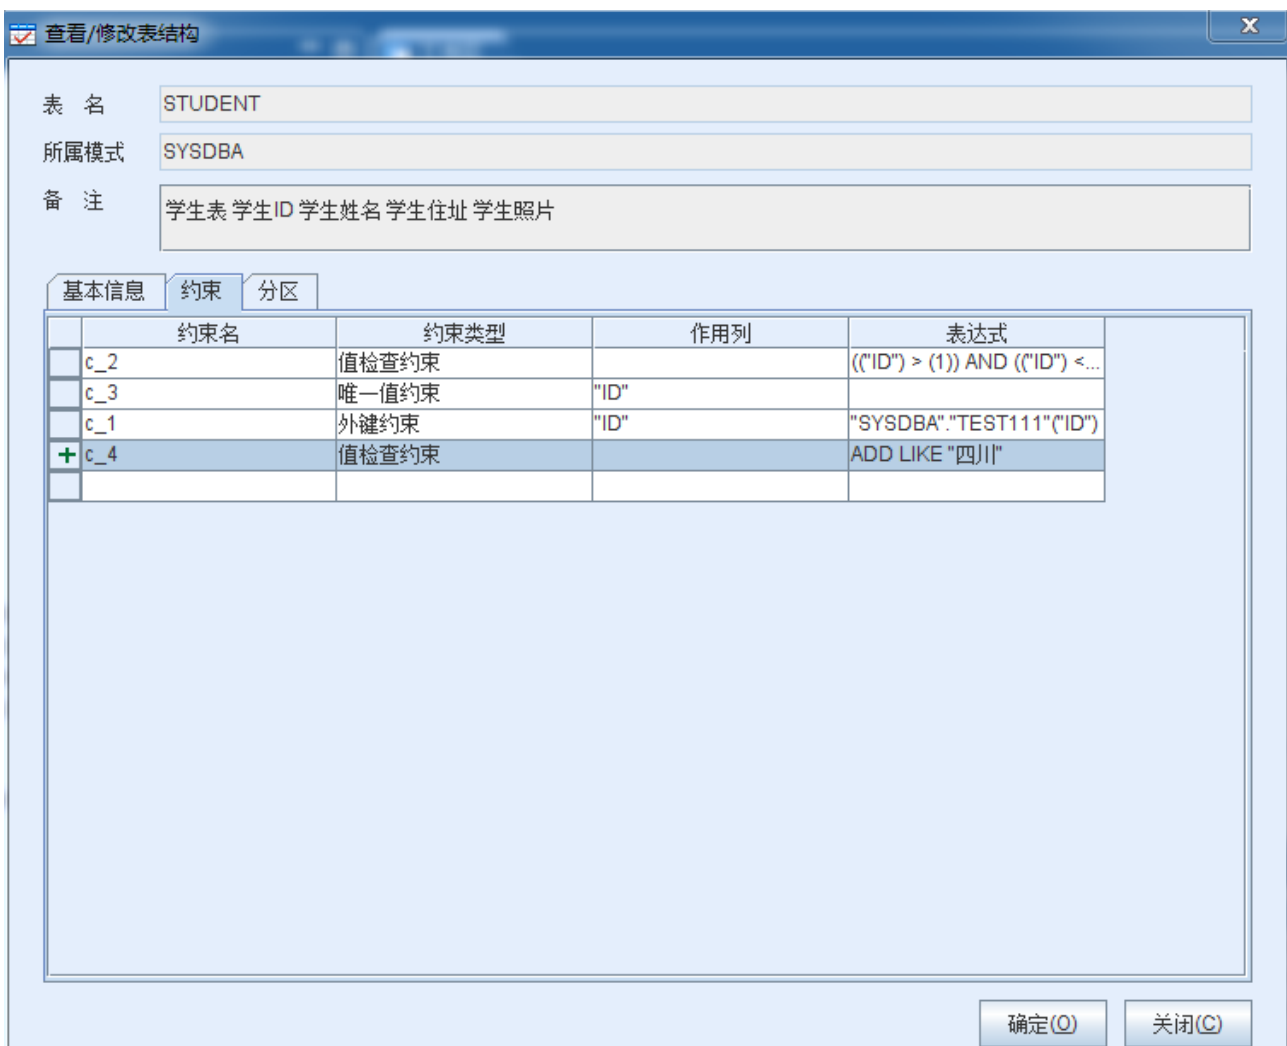 查看/修改表结构
表 名 STUDENT
所属模式 SYSDBA
备 注 学生表 学生ID 学生姓名 学生住址 学生照片
基本信息 约束 分区
约束名 约束类型 作用列 表达式
c_2 值检查约束 (("ID") > (1)) AND (("ID") <...
c_3 唯一值约束 "ID"
c_1 外鍵约束 "ID" "SYSDBA"."TEST111"("ID")
+ c_4 值检查约束 ADD LIKE "四川"
确定(O) 关闭(C)